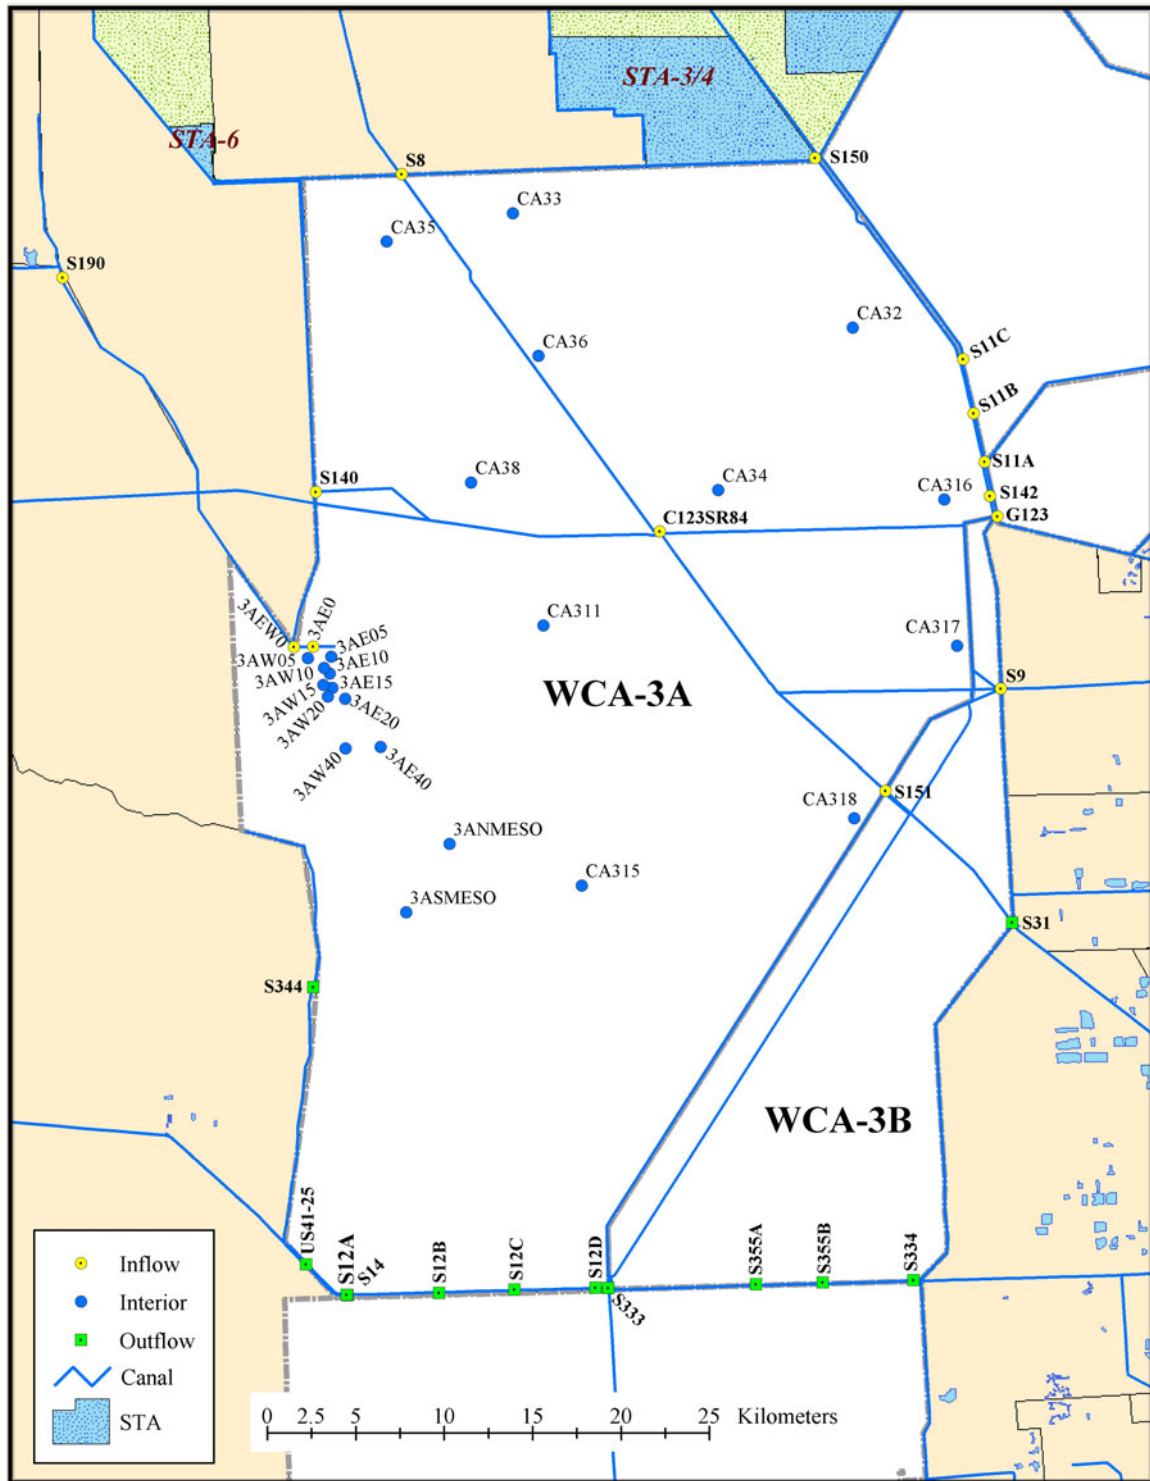 STA-3/4
STA-6
S150
S8
CA33
CA35
S190
CA32
S11C
CA36
S11B
S11A
S140
CA38
CA34
CA316
S142
G123
C123SR84
3AEW0
3AE0
CA311
CA317
3AE05
3AW05
3AE10
3AW10
3AE15
3AW15
3AE20
3AW20
WCA-3A
S9
3AW40
3AE40
S151
CA318
3ANMESO
CA315
3ASMESO
S31
S344
WCA-3B
US41-25
S12A
S14
S12B
S12C
S12D
S333
S355A
S355B
S334
Inflow
Interior
Outflow
Canal
STA
0 2.5 5 10 15 20 25 Kilometers